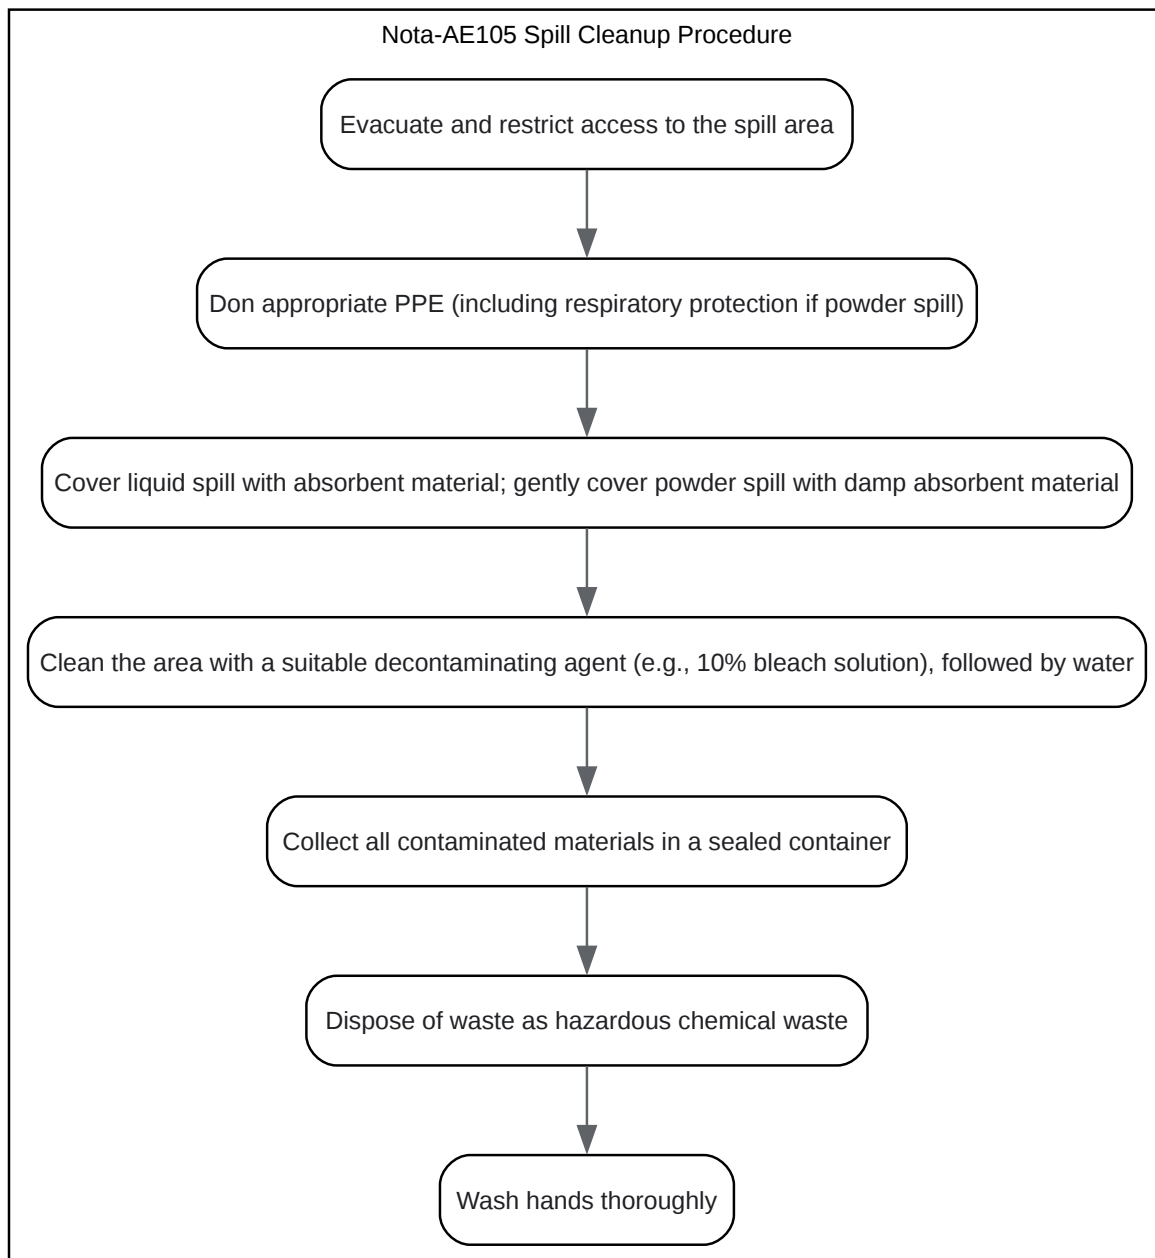 Nota-AE105 Spill Cleanup Procedure
Evacuate and restrict access to the spill area
Don appropriate PPE (including respiratory protection if powder spill)
Cover liquid spill with absorbent material; gently cover powder spill with damp absorbent material
Clean the area with a suitable decontaminating agent (e.g., 10% bleach solution), followed by water
Collect all contaminated materials in a sealed container
Dispose of waste as hazardous chemical waste
Wash hands thoroughly